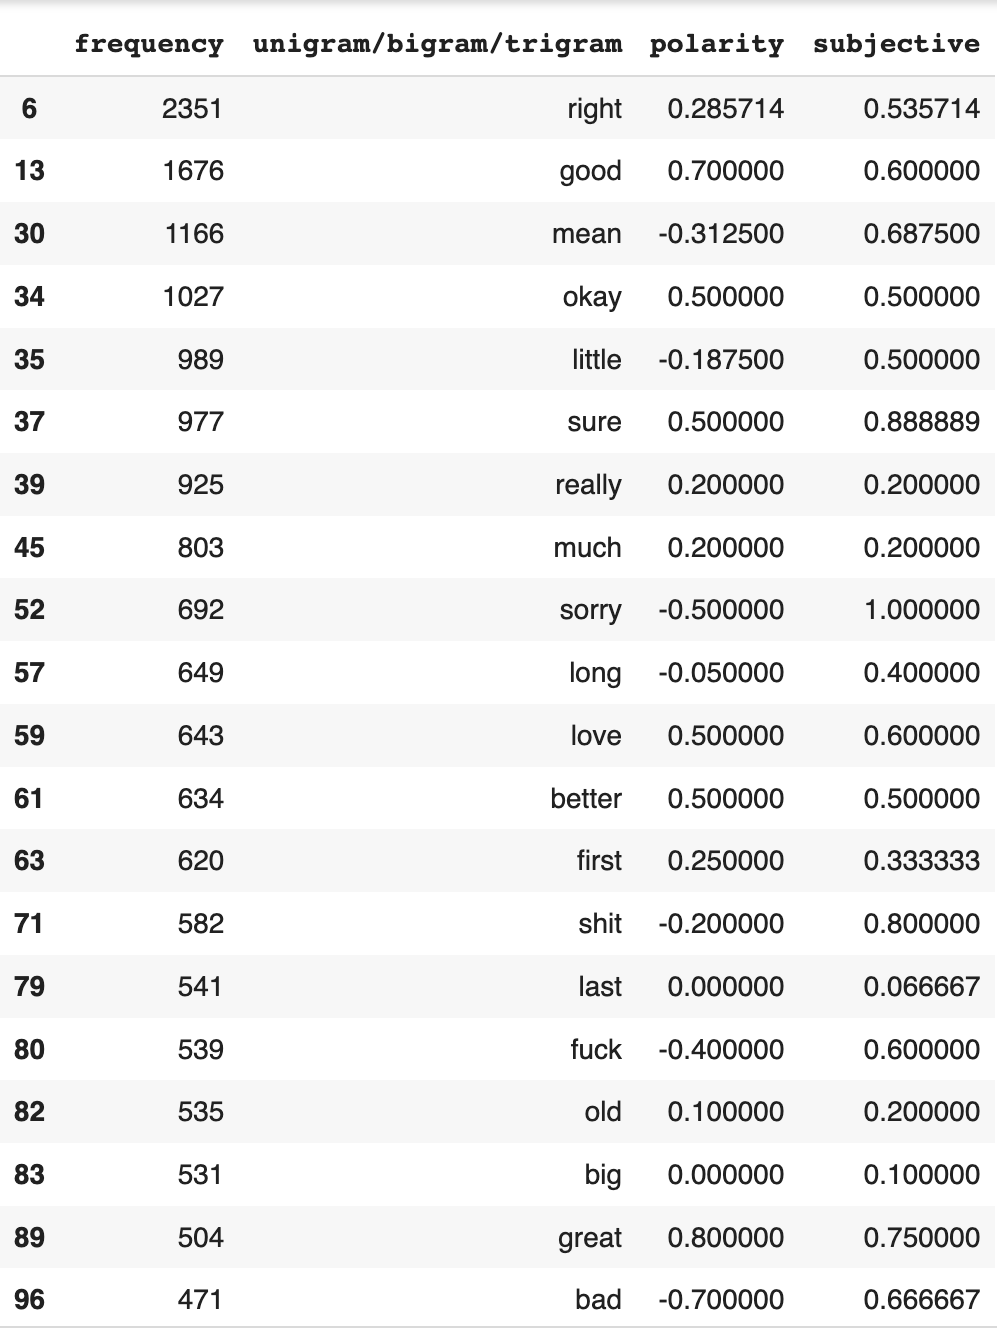 frequency unigram/bigram/trigram polarity subjective
6 2351 right 0.285714 0.535714
13 1676 good 0.700000 0.600000
30 1166 mean -0.312500 0.687500
34 1027 okay 0.500000 0.500000
35 989 little -0.187500 0.500000
37 977 sure 0.500000 0.888889
39 925 really 0.200000 0.200000
45 803 much 0.200000 0.200000
52 692 sorry -0.500000 1.000000
57 649 long -0.050000 0.400000
59 643 love 0.500000 0.600000
61 634 better 0.500000 0.500000
63 620 first 0.250000 0.333333
71 582 shit -0.200000 0.800000
79 541 last 0.000000 0.066667
80 539 fuck -0.400000 0.600000
82 535 old 0.100000 0.200000
83 531 big 0.000000 0.100000
89 504 great 0.800000 0.750000
96 471 bad -0.700000 0.666667